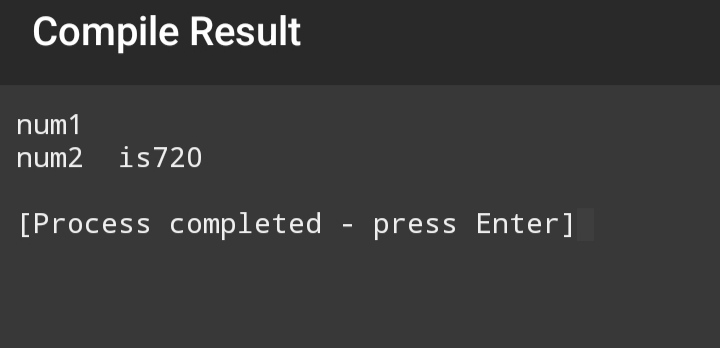 Compile Result
num1
num2  is720
[Process completed - press Enter]